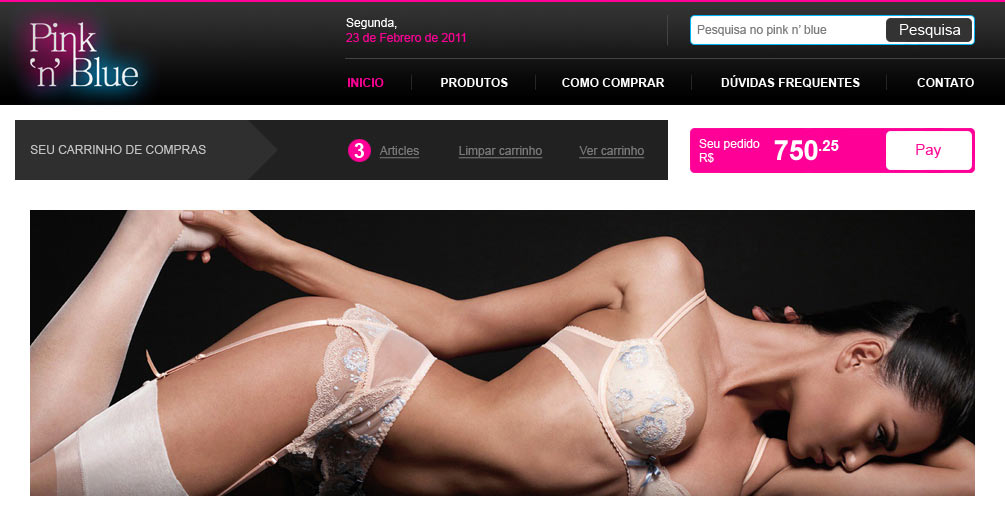 Pink
'n' Blue
Segunda,
23 de Febrero de 2011
Pesquisa no pink n' blue
Pesquisa
INICIO
PRODUTOS
COMO COMPRAR
DÚVIDAS FREQUENTES
CONTATO
SEU CARRINHO DE COMPRAS
3 Articles
Limpar carrinho
Ver carrinho
Seu pedido
R$
750.25
Pay